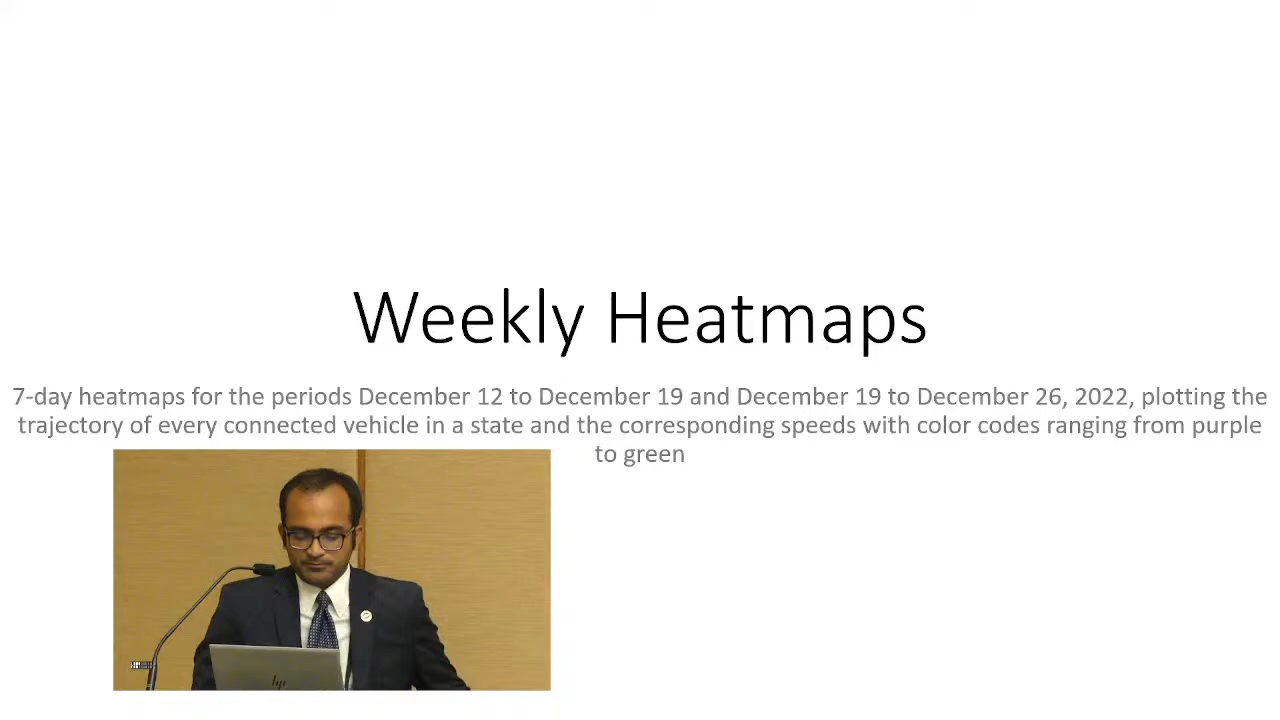 Weekly Heatmaps
7-day heatmaps for the periods December 12 to December 19 and December 19 to December 26, 2022, plotting the
trajectory of every connected vehicle in a state and the corresponding speeds with color codes ranging from purple
to green
hp